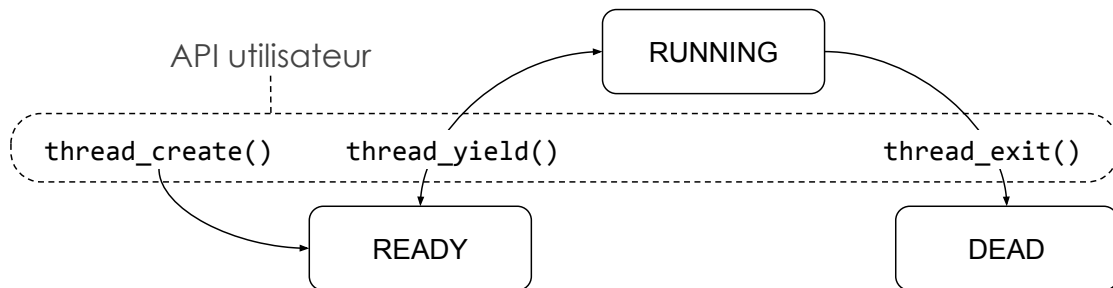 RUNNING
API utilisateur
thread_create() thread_yield() thread_exit()
READY DEAD